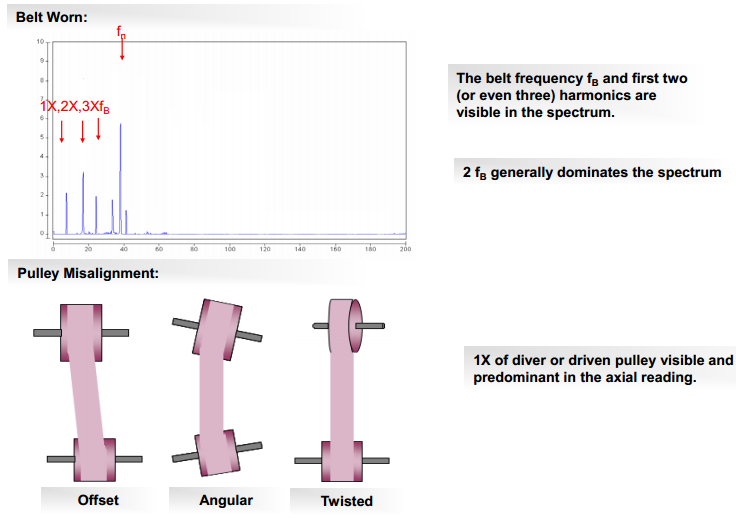 Belt Worn:
fn
10
9
8
1X,2X,3XfB
6
5
4
3
2
1
0
0 20 40 60 80 100 120 140 160 180 200
The belt frequency fB and first two
(or even three) harmonics are
visible in the spectrum.
2 fB generally dominates the spectrum
Pulley Misalignment:
1X of diver or driven pulley visible and
predominant in the axial reading.
Offset Angular Twisted